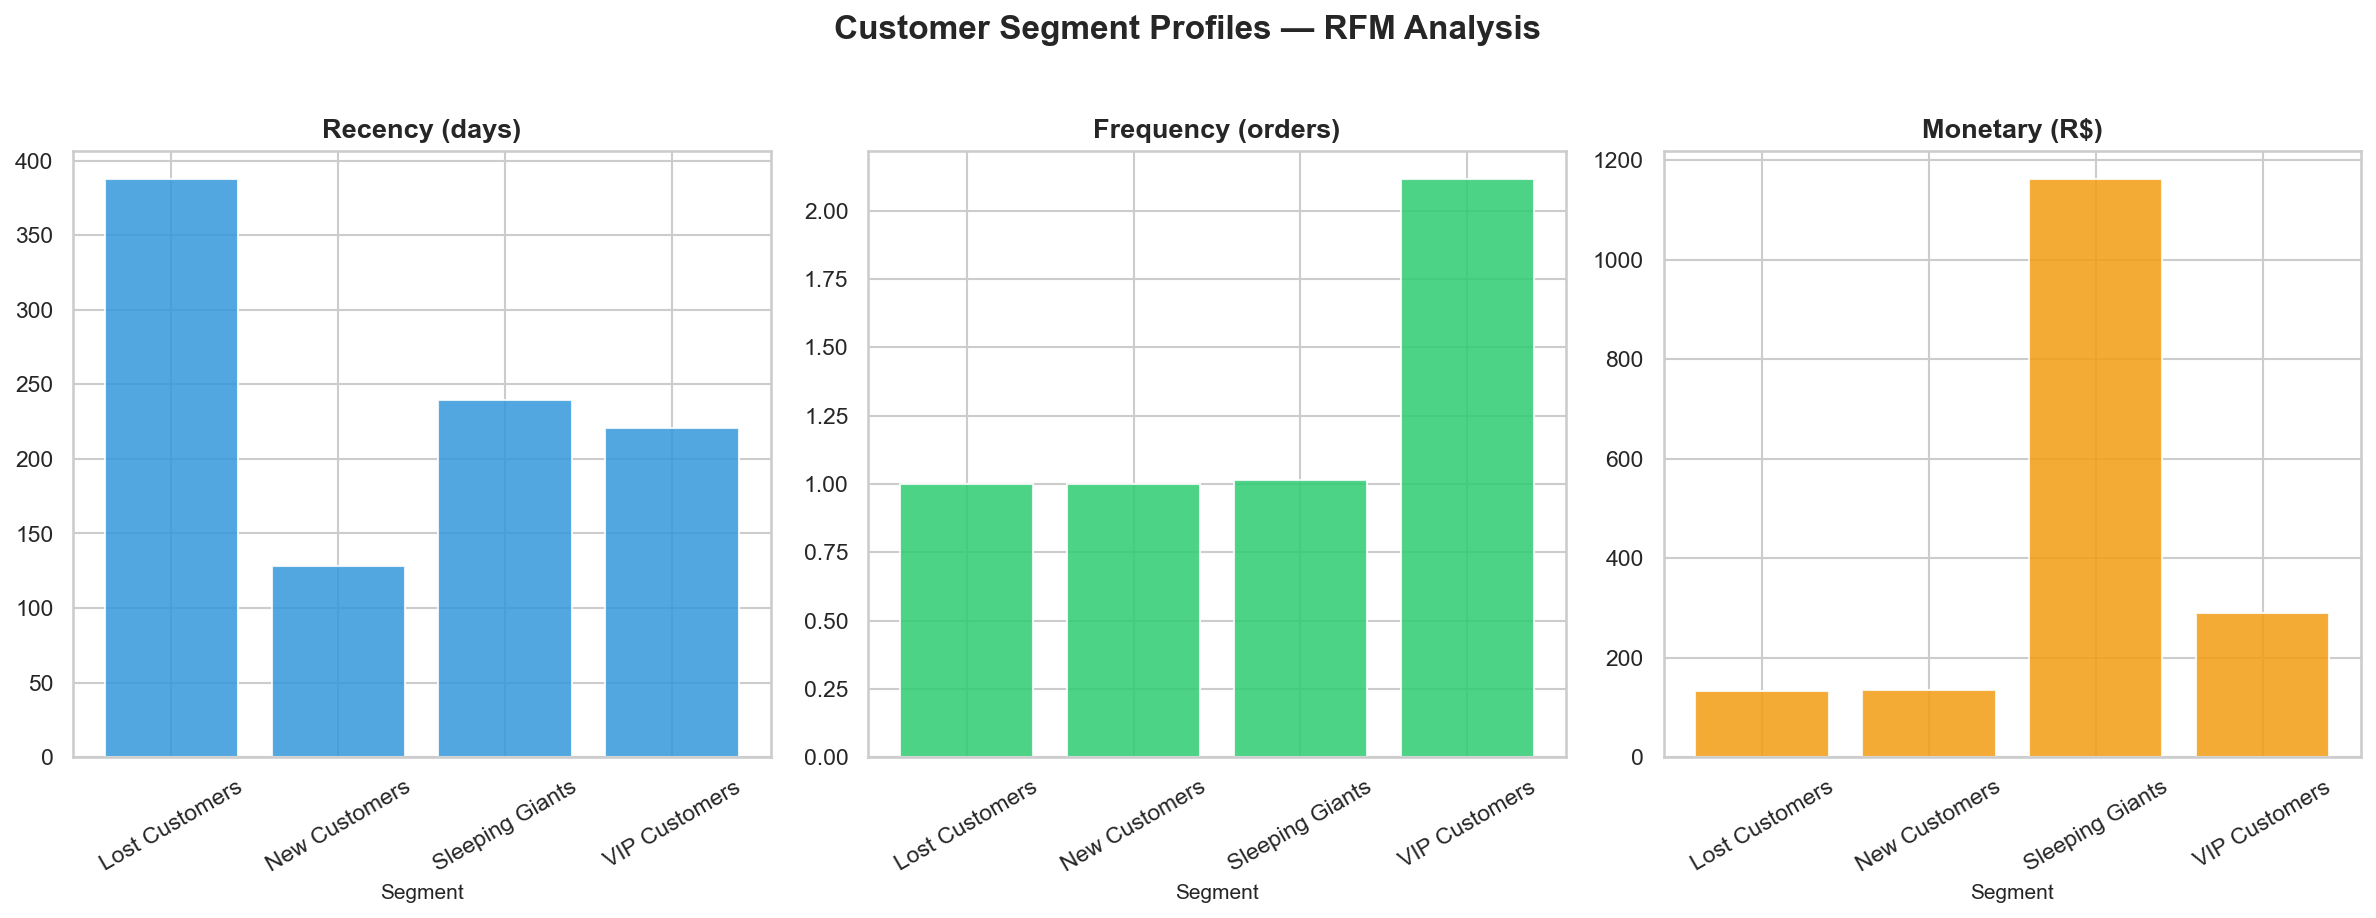 Customer Segment Profiles — RFM Analysis
Recency (days)
400
350
300
250
200
150
100
50
0
Lost Customers
New Customers
Sleeping Giants
VIP Customers
Segment
Frequency (orders)
2.00
1.75
1.50
1.25
1.00
0.75
0.50
0.25
0.00
Lost Customers
New Customers
Sleeping Giants
VIP Customers
Segment
Monetary (R$)
1200
1000
800
600
400
200
0
Lost Customers
New Customers
Sleeping Giants
VIP Customers
Segment